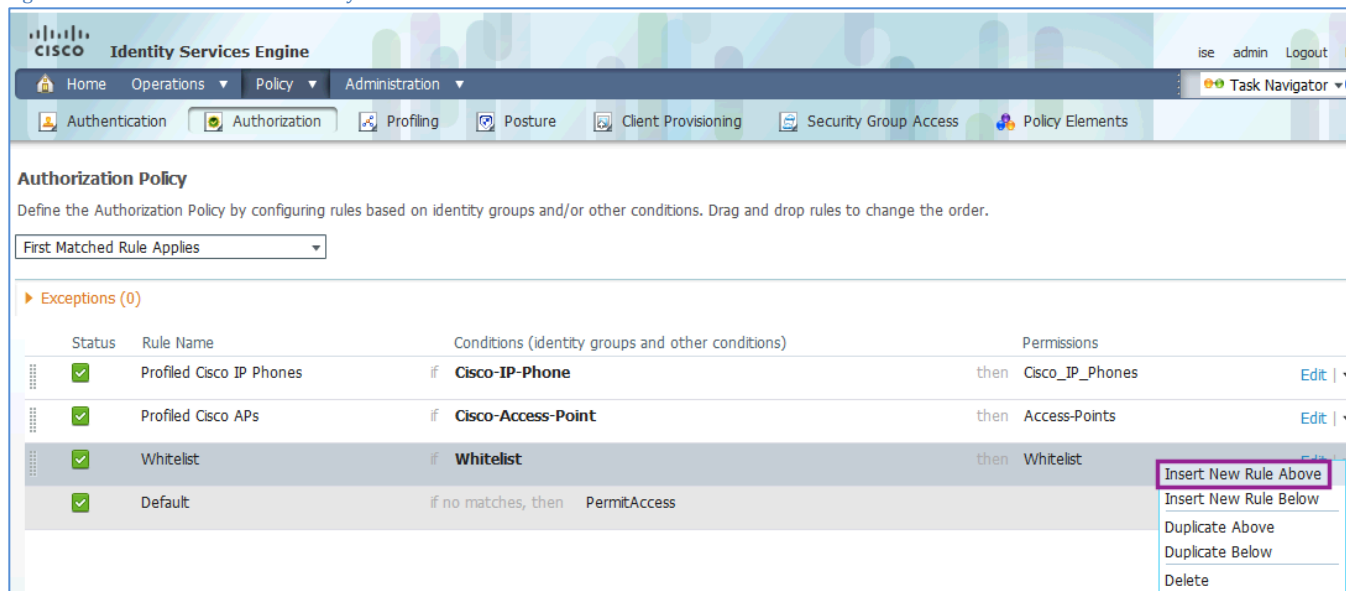 CISCO Identity Services Engine
ise admin Logout
Home Operations Policy Administration Task Navigator
Authentication Authorization Profiling Posture Client Provisioning Security Group Access Policy Elements
Authorization Policy
Define the Authorization Policy by configuring rules based on identity groups and/or other conditions. Drag and drop rules to change the order.
First Matched Rule Applies
Exceptions (0)
Status Rule Name Conditions (identity groups and other conditions) Permissions
Profiled Cisco IP Phones if Cisco-IP-Phone then Cisco_IP_Phones Edit |
Profiled Cisco APs if Cisco-Access-Point then Access-Points Edit |
Whitelist if Whitelist then Whitelist Edit
Insert New Rule Above
Default if no matches, then PermitAccess
Insert New Rule Below
Duplicate Above
Duplicate Below
Delete